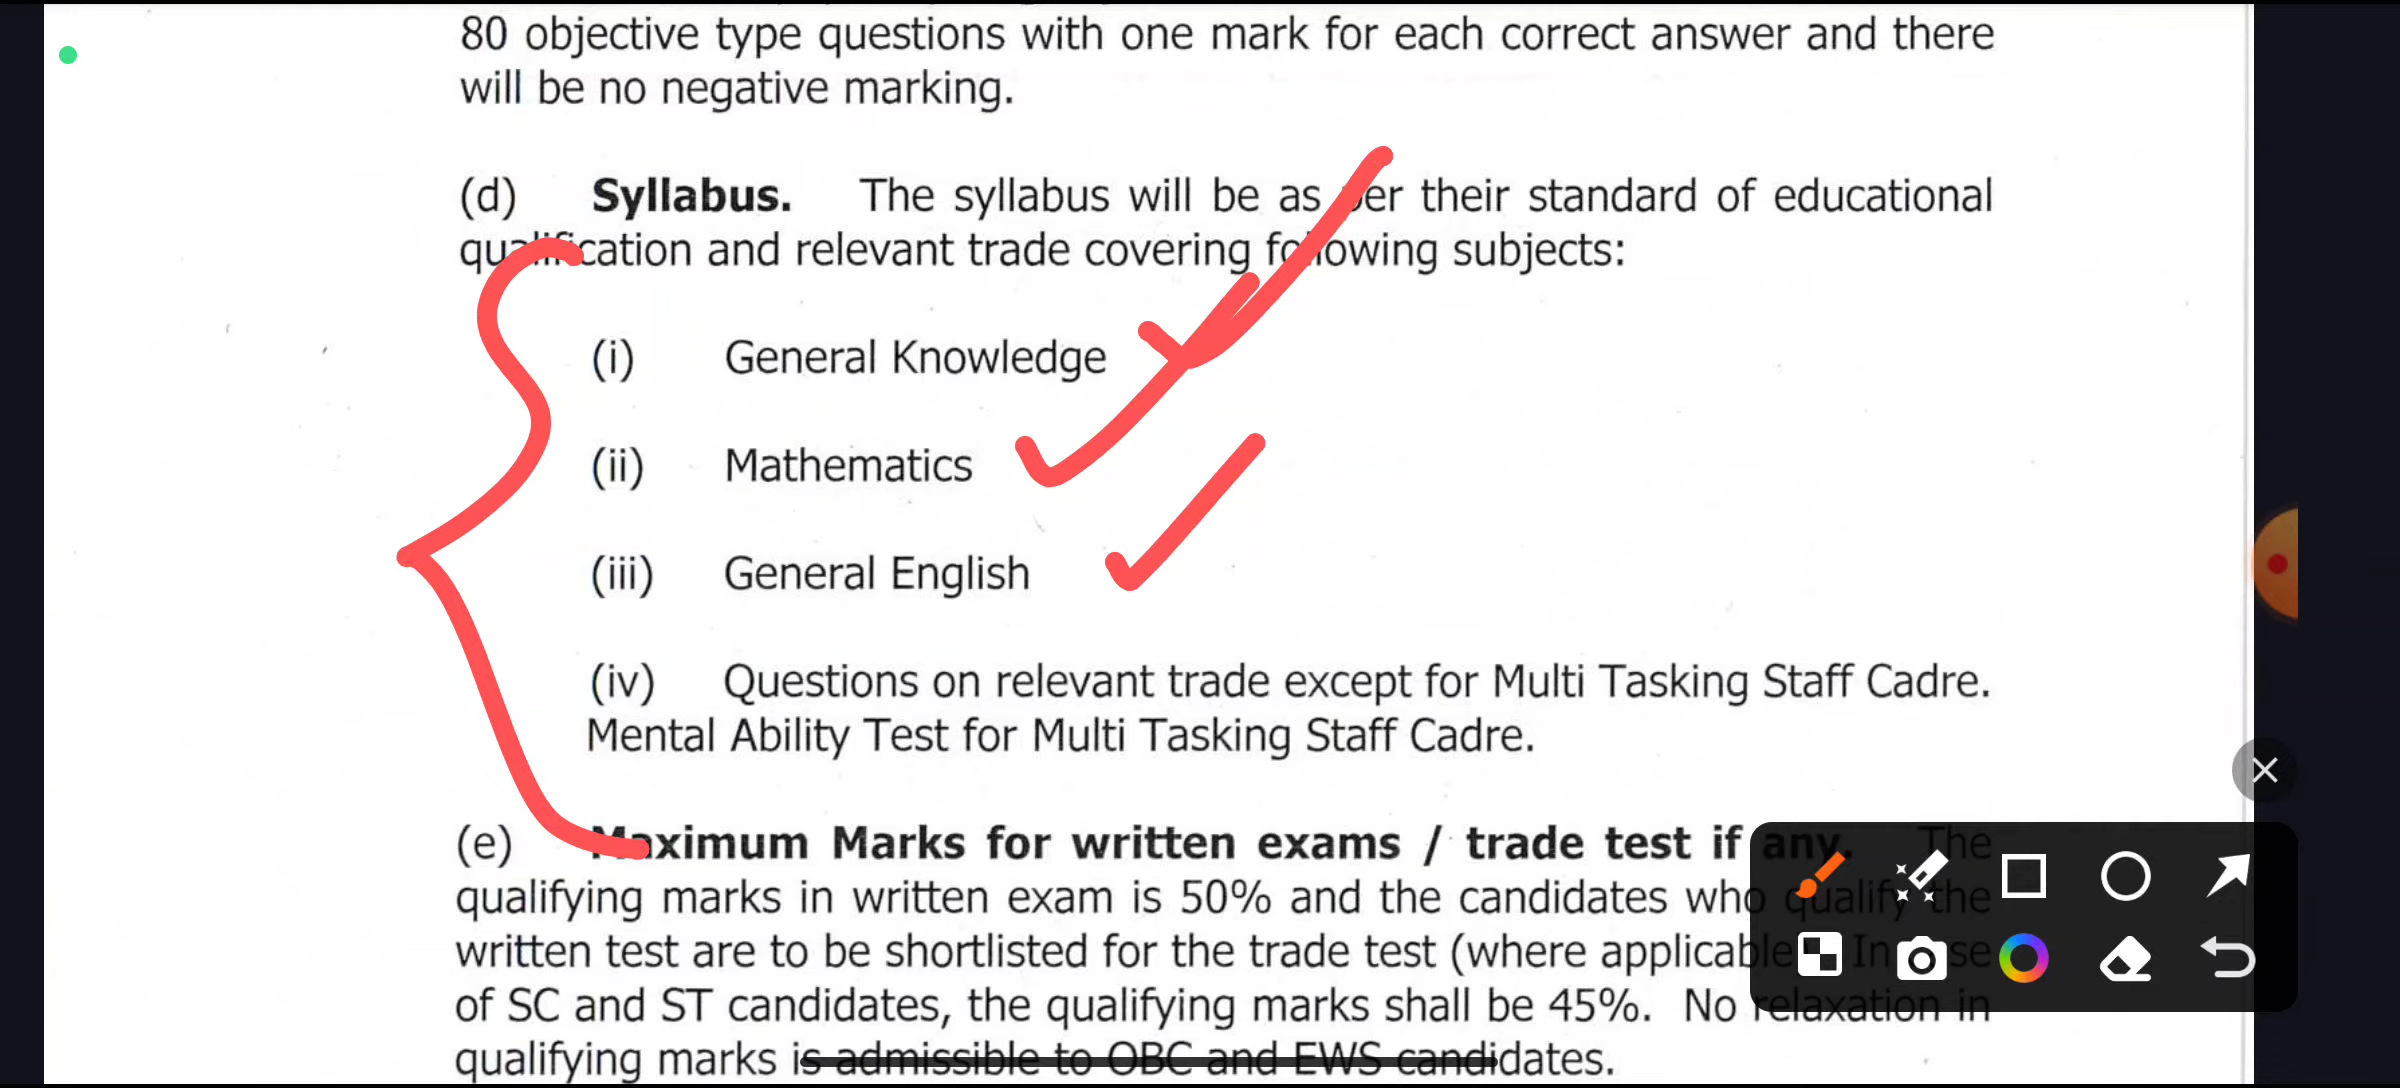 80 objective type questions with one mark for each correct answer and there
will be no negative marking.
(d) Syllabus. The syllabus will be as per their standard of educational
qualification and relevant trade covering following subjects:
(i) General Knowledge
(ii) Mathematics
(iii) General English
(iv) Questions on relevant trade except for Multi Tasking Staff Cadre.
Mental Ability Test for Multi Tasking Staff Cadre.
(e) Maximum Marks for written exams / trade test if any. The
qualifying marks in written exam is 50% and the candidates who qualify the
written test are to be shortlisted for the trade test (where applicable In
of SC and ST candidates, the qualifying marks shall be 45%. No relaxation in
qualifying marks is admissible to OBC and EWS candidates.